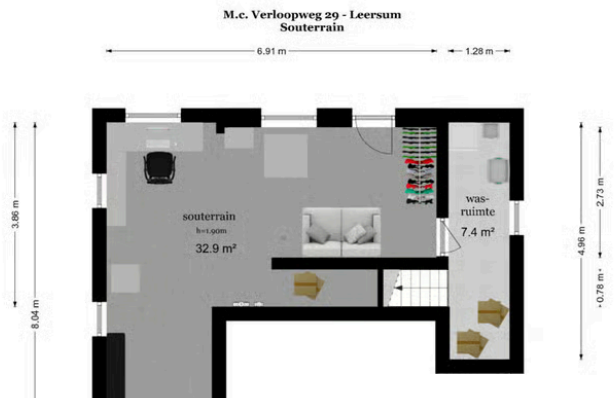 M.c. Verloopweg 29 - Leersum
Souterrain
6.91 m
1.28 m
3.86 m
8.04 m
souterrain
h=1.90m
32.9 m²
was-
ruimte
7.4 m²
4.96 m
2.73 m
0.78 m